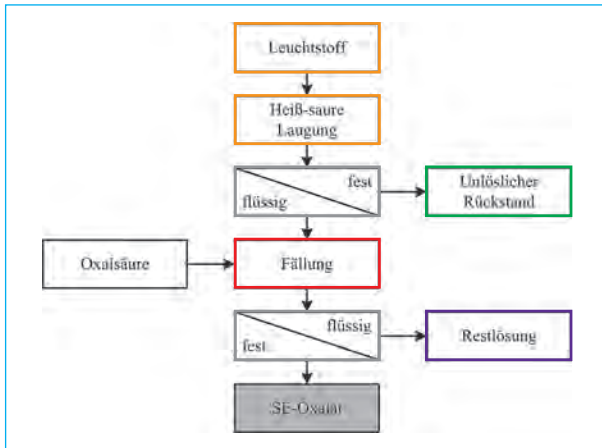 Leuchtstoff
Heiß-saure
Laugung
fest
flüssig
Unlöslicher
Rückstand
Oxalsäure
Fällung
flüssig
fest
Restlösung
SE-Oxalat